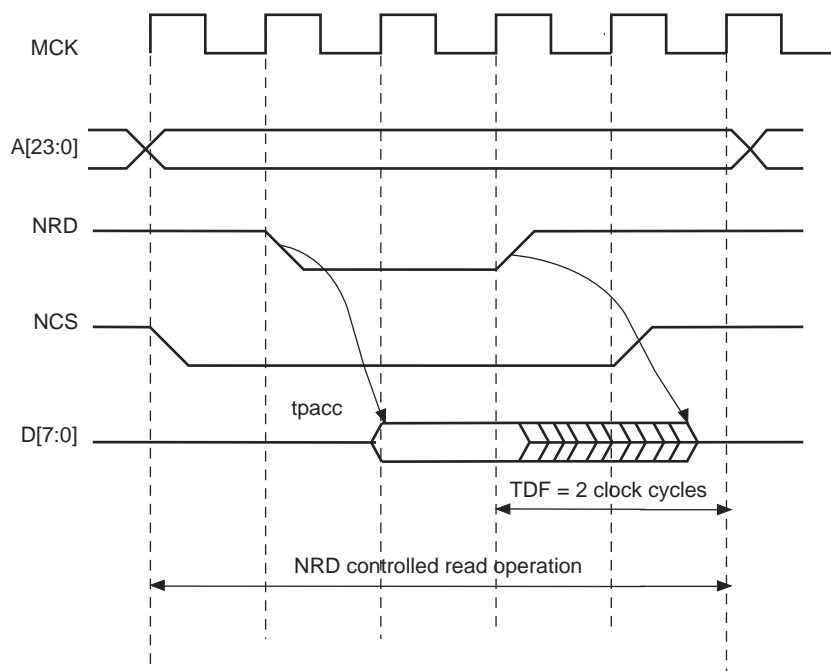 MCK
A[23:0]
NRD
NCS
tpacc
D[7:0]
TDF = 2 clock cycles
NRD controlled read operation